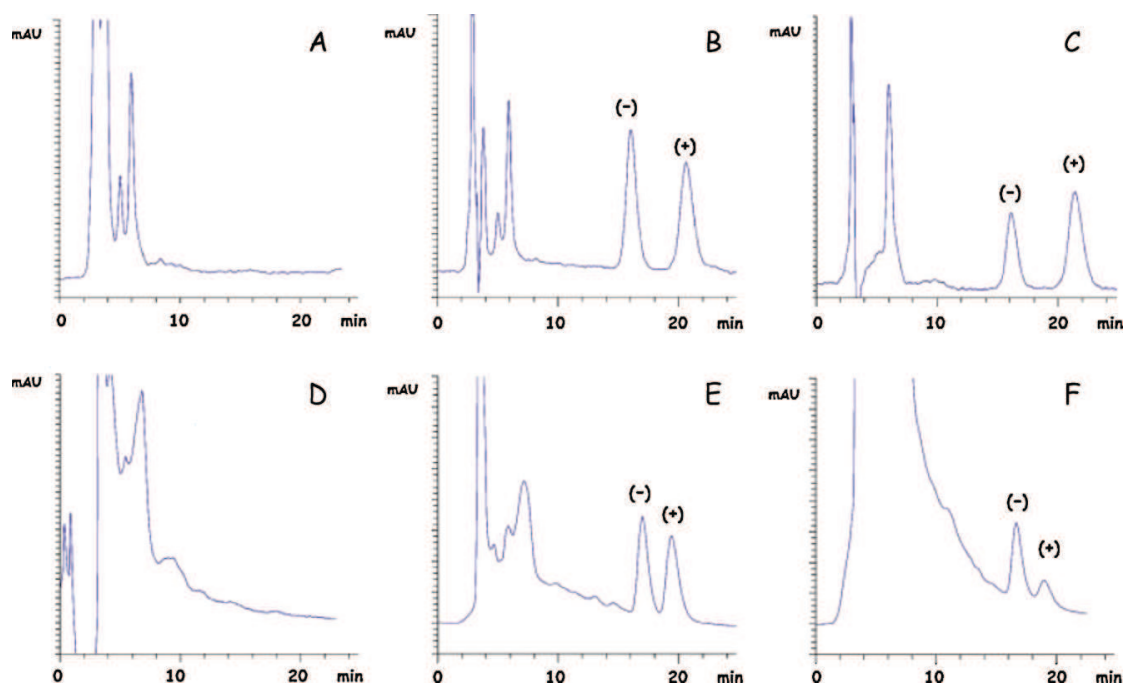 mAU A
0 10 20 min
mAU B
(-) (+)
0 10 20 min
mAU C
(-) (+)
0 10 20 min
mAU D
0 10 20 min
mAU E
(-) (+)
0 10 20 min
mAU F
(-) (+)
0 10 20 min